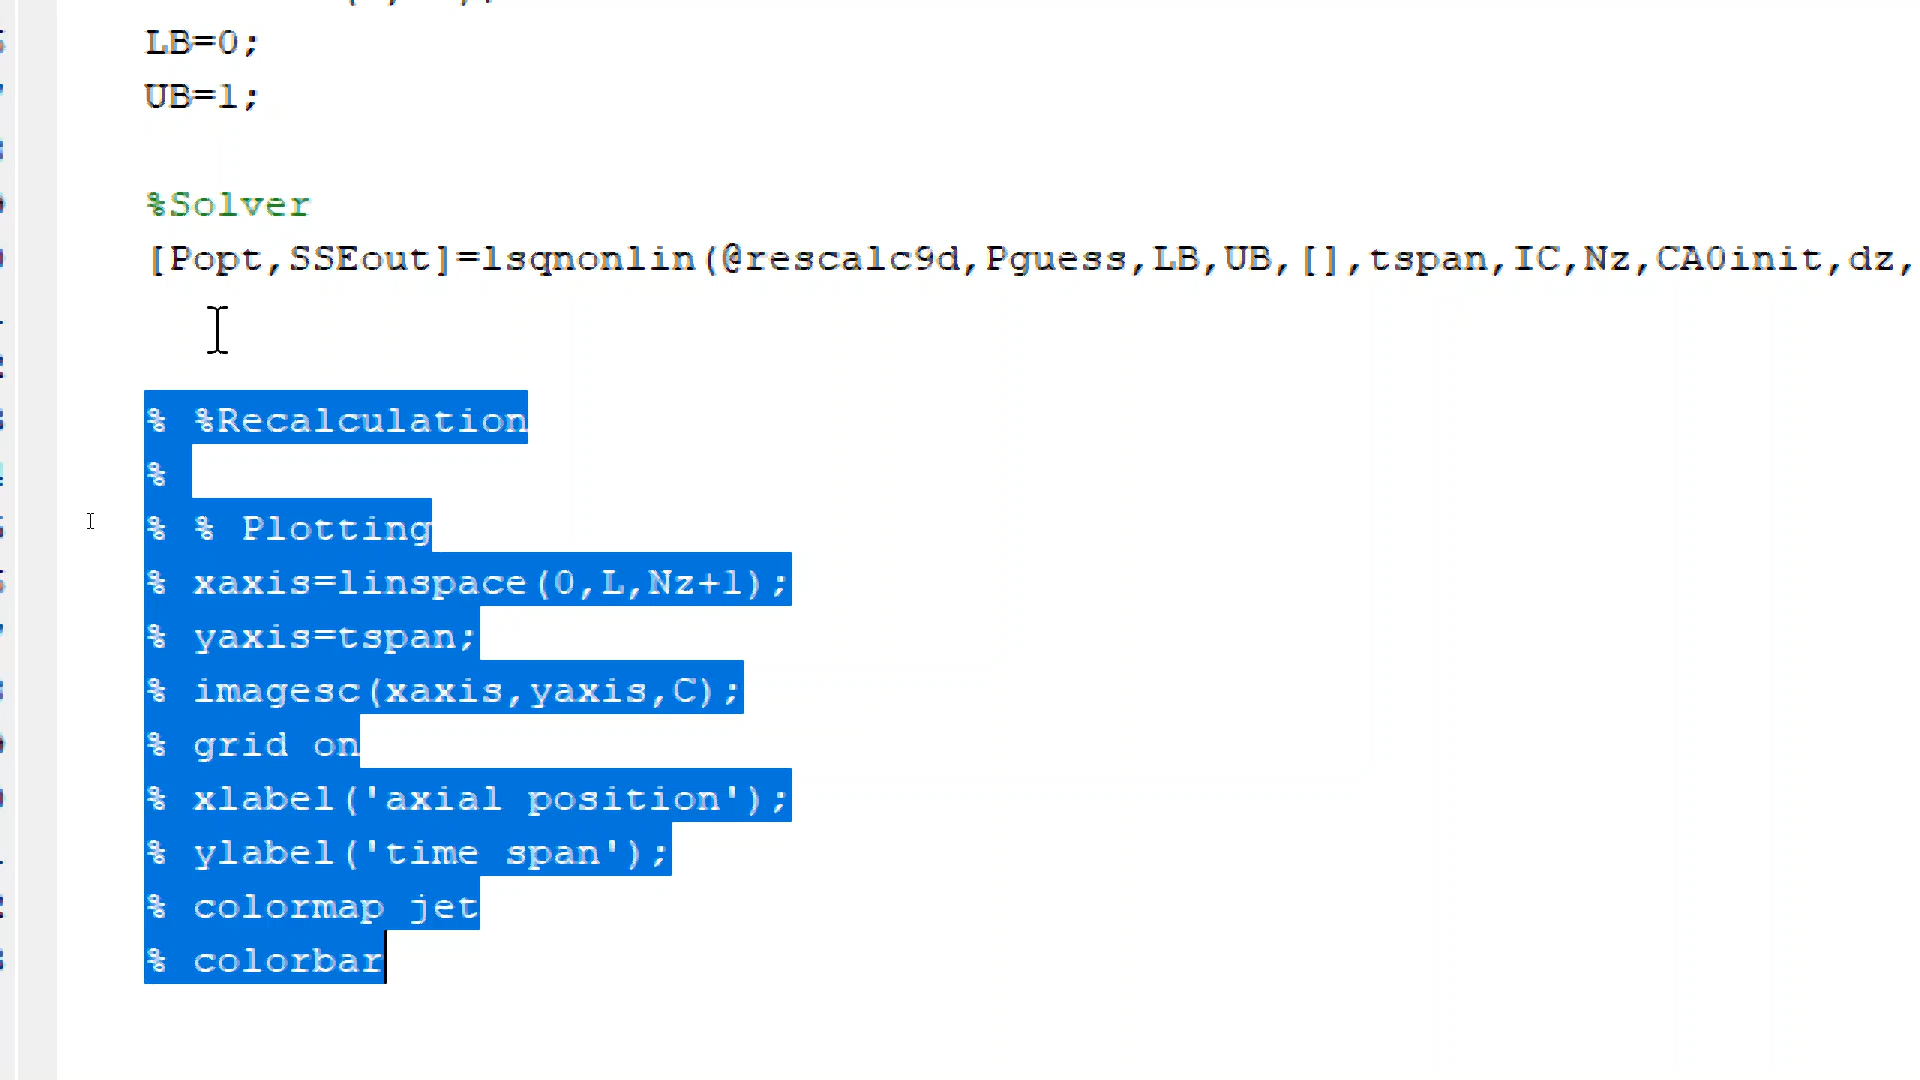 LB=0;
UB=1;
%Solver
[Popt,SSEout]=lsqnonlin(@rescalc9d,Pguess,LB,UB,[],tspan,IC,Nz,CA0init,dz,
% %Recalculation
%
% % Plotting
% xaxis=linspace(0,L,Nz+1);
% yaxis=tspan;
% imagesc(xaxis,yaxis,C);
% grid on
% xlabel('axial position');
% ylabel('time span');
% colormap jet
% colorbar